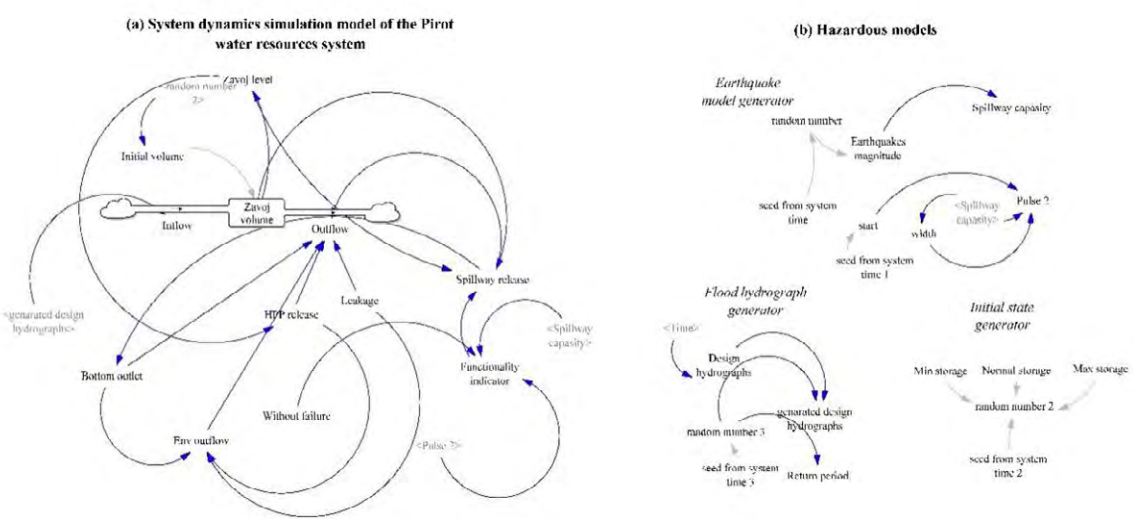 (a) System dynamics simulation model of the Pirot
water resources system
Zavoj level
<random number
2>
Initial volume
Zavoj
volume
Inflow
Outflow
Spillway release
Leakage
HPP release
<genarated design
hydrographs>
<Spillway
capacity>
Bottom outlet
Functionality
indicator
Without failure
Env outflow
<Pulse 2>
(b) Hazardous models
Earthquake
model generator
random number
Spillway capacity
Earthquakes
magnitude
seed from system
time
<Spillway
capacity>
Pulse 2
start
width
seed from system
time 1
Flood hydrograph
generator
<Time>
Design
hydrographs
genarated design
hydrographs
random number 3
seed from system
time 3
Return period
Initial state
generator
Min storage
Normal storage
Max storage
random number 2
seed from system
time 2